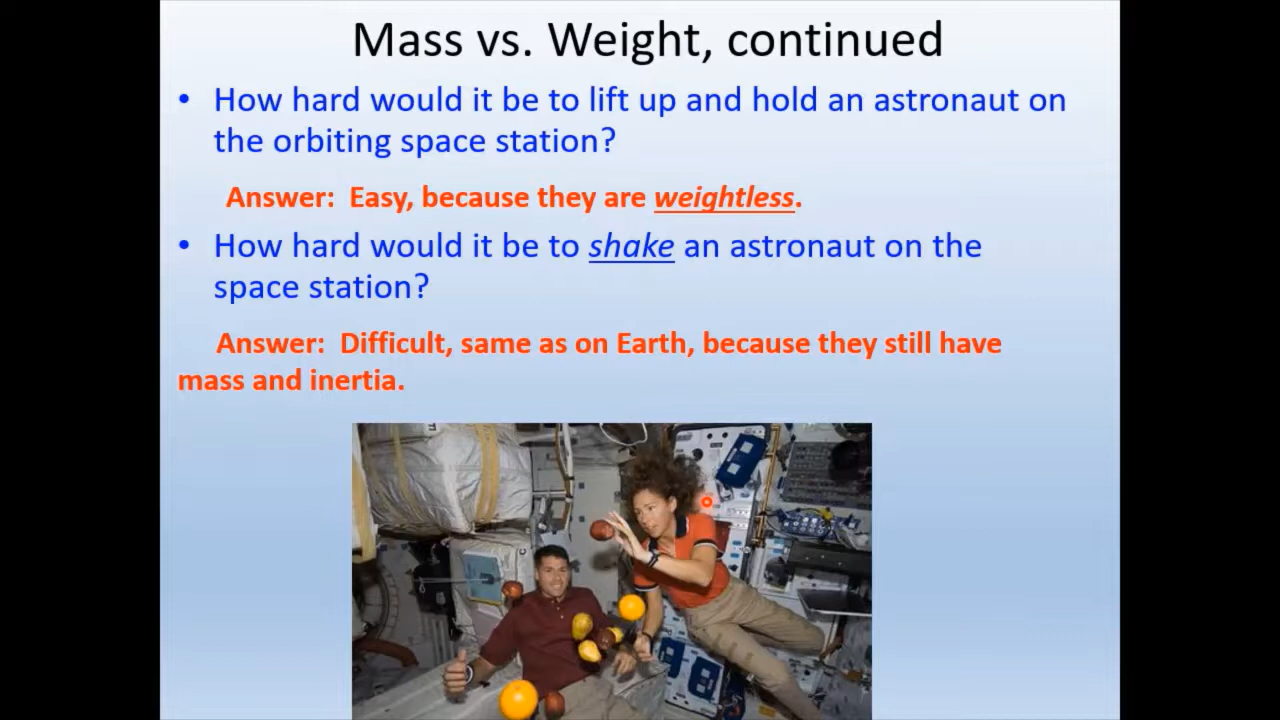 Mass vs. Weight, continued
• How hard would it be to lift up and hold an astronaut on
the orbiting space station?
Answer: Easy, because they are weightless.
• How hard would it be to shake an astronaut on the
space station?
Answer: Difficult, same as on Earth, because they still have
mass and inertia.